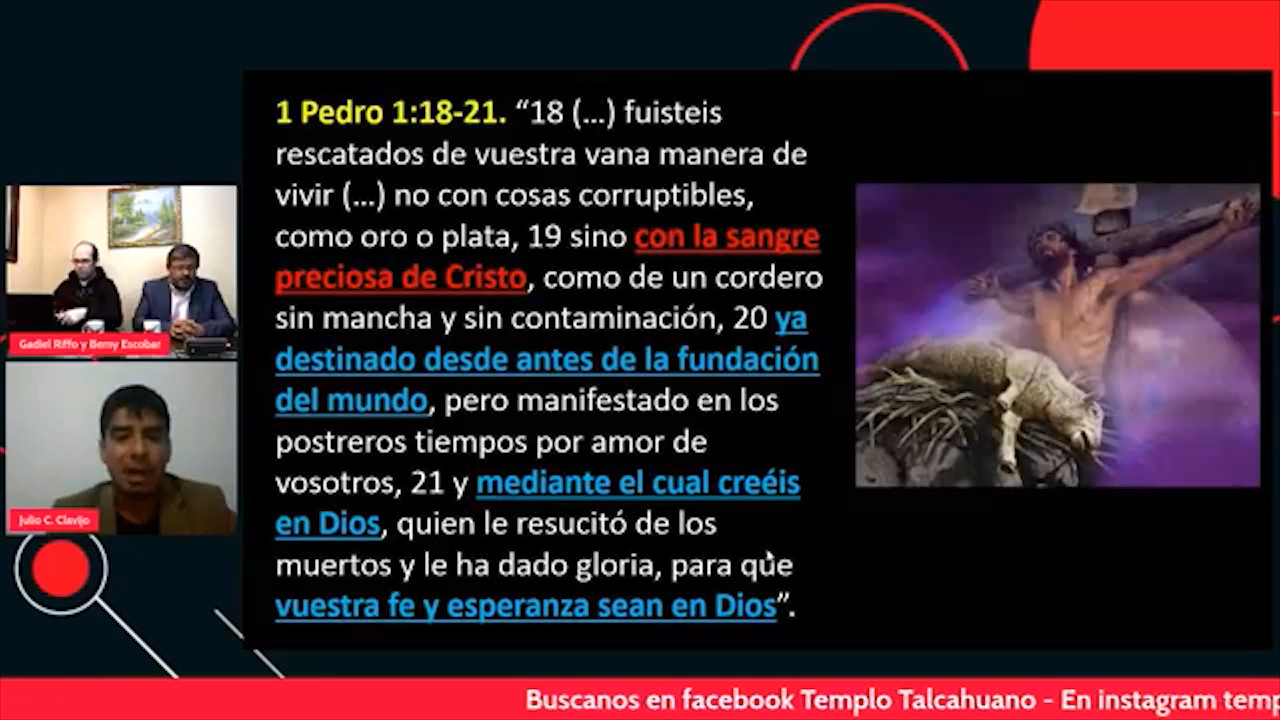 1 Pedro 1:18-21. “18 (...) fuisteis
rescatados de vuestra vana manera de
vivir (...) no con cosas corruptibles,
como oro o plata, 19 sino con la sangre
preciosa de Cristo, como de un cordero
sin mancha y sin contaminación, 20 ya
destinado desde antes de la fundación
del mundo, pero manifestado en los
postreros tiempos por amor de
vosotros, 21 y mediante el cual creéis
en Dios, quien le resucitó de los
muertos y le ha dado gloria, para que
vuestra fe y esperanza sean en Dios”.
Gadiel Riffo y Berny Escobar
Julio C. Clavijo
Buscanos en facebook Templo Talcahuano - En instagram temp